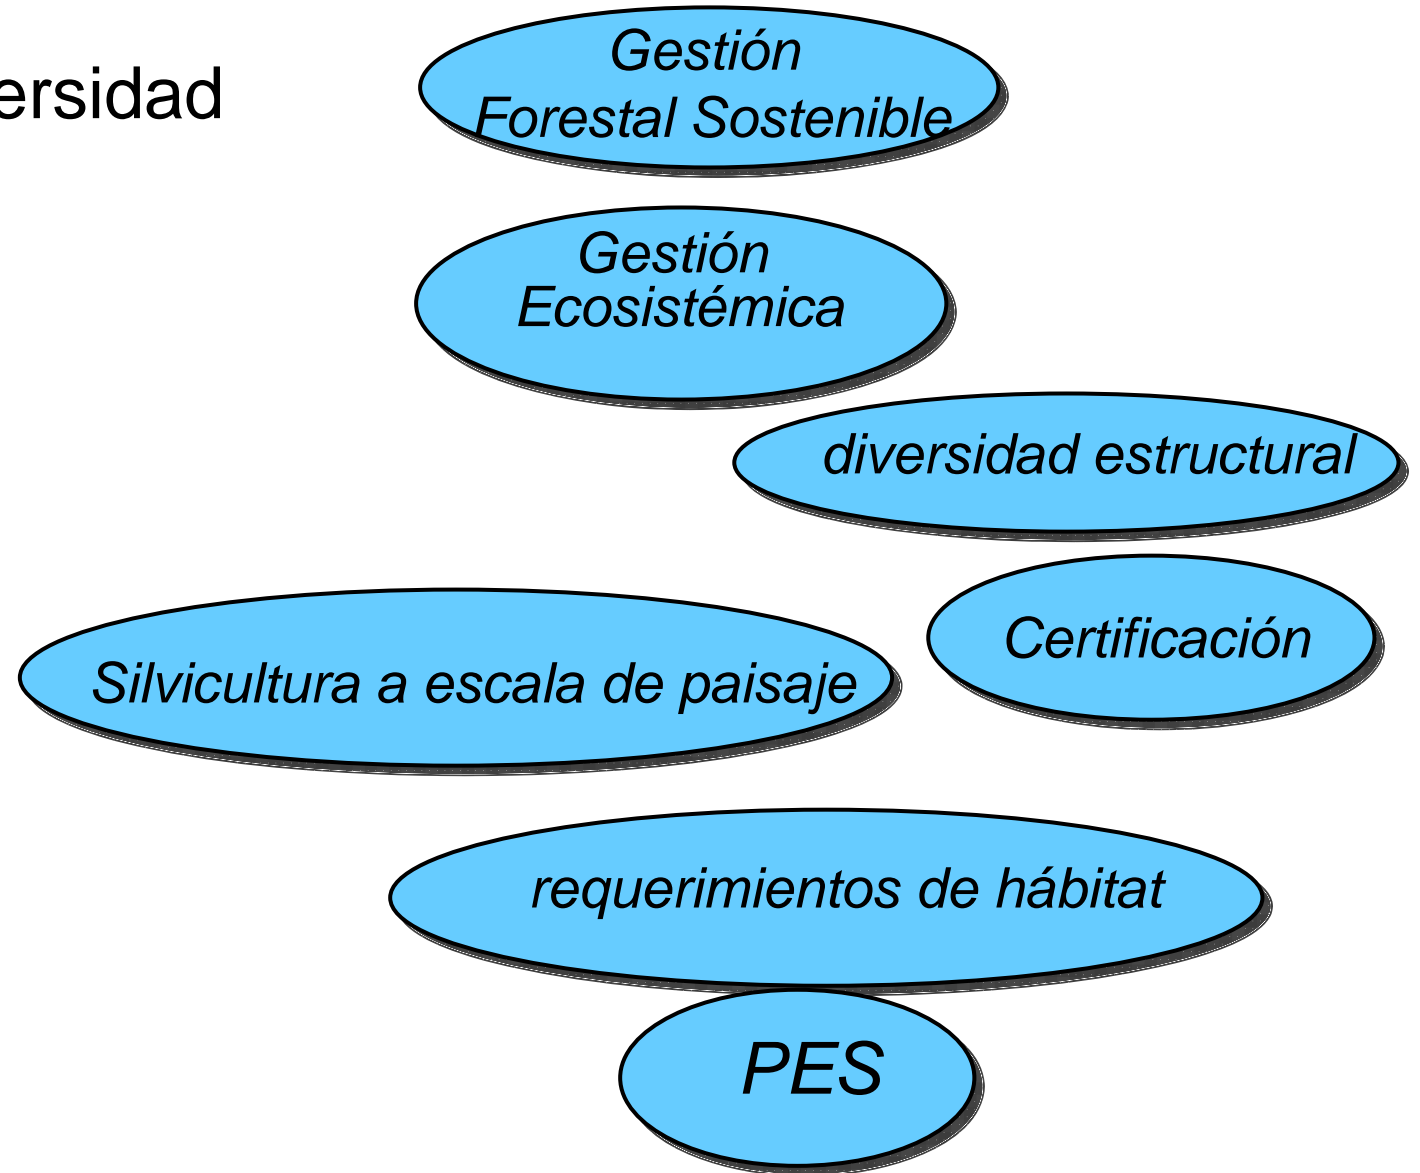 Gestión
ersidad
Forestal Sostenible
Gestión
Ecosistémica
diversidad estructural
Certificación
Silvicultura a escala de paisaje
requerimientos de hábitat
PES